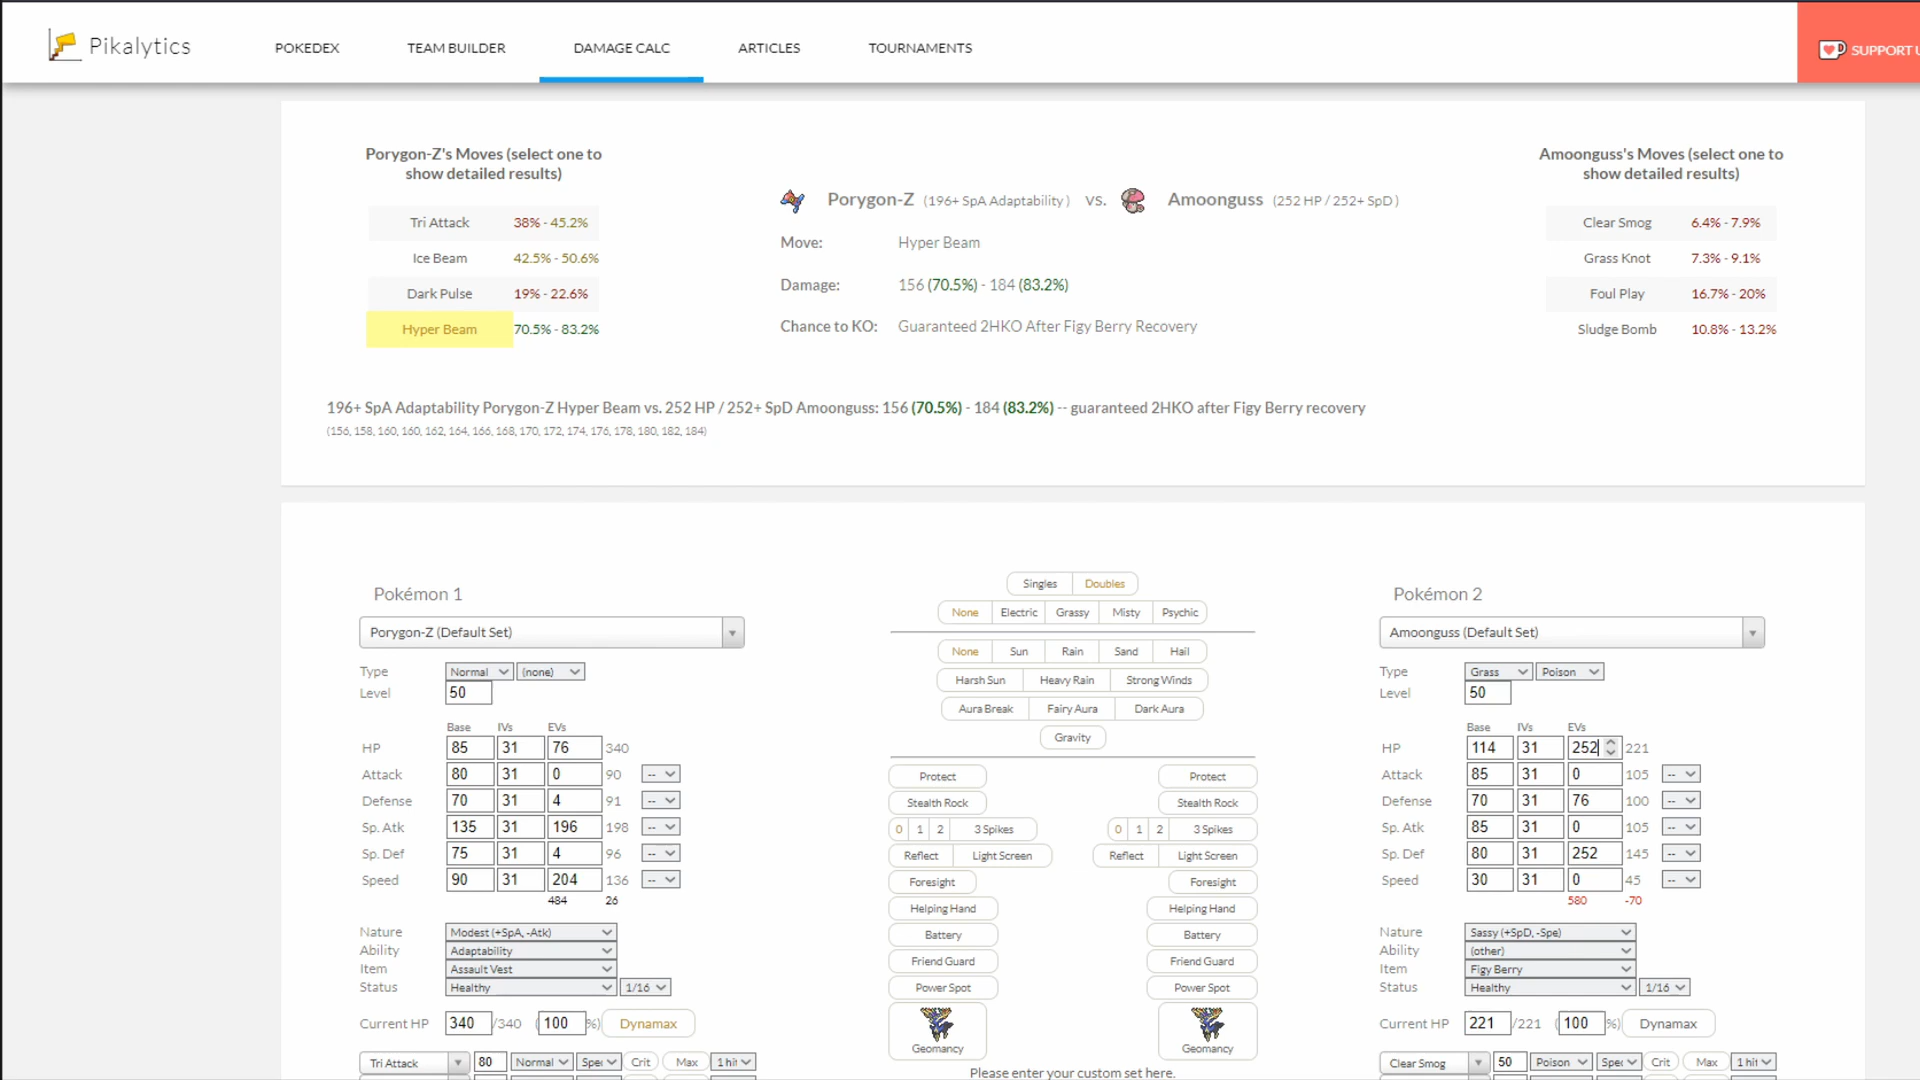 Pikalytics
POKEDEX
TEAM BUILDER
DAMAGE CALC
ARTICLES
TOURNAMENTS
SUPPORT
Porygon-Z's Moves (select one to
show detailed results)
Tri Attack 38% - 45.2%
Ice Beam 42.5% - 50.6%
Dark Pulse 19% - 22.6%
Hyper Beam 70.5% - 83.2%
Porygon-Z (196+ SpA Adaptability ) VS. Amoonguss (252 HP / 252+ SpD )
Move: Hyper Beam
Damage: 156 (70.5%) - 184 (83.2%)
Chance to KO: Guaranteed 2HKO After Figy Berry Recovery
Amoonguss's Moves (select one to
show detailed results)
Clear Smog 6.4% - 7.9%
Grass Knot 7.3% - 9.1%
Foul Play 16.7% - 20%
Sludge Bomb 10.8% - 13.2%
196+ SpA Adaptability Porygon-Z Hyper Beam vs. 252 HP / 252+ SpD Amoonguss: 156 (70.5%) - 184 (83.2%) -- guaranteed 2HKO after Figy Berry recovery
(156, 158, 160, 160, 162, 164, 166, 168, 170, 172, 174, 176, 178, 180, 182, 184)
Pokémon 1
Porygon-Z (Default Set)
Type Normal (none)
Level 50
Base IVs EVs
HP 85 31 76 340
Attack 80 31 0 90 --
Defense 70 31 4 91 --
Sp. Atk 135 31 196 198 --
Sp. Def 75 31 4 96 --
Speed 90 31 204 136 --
484 26
Nature Modest (+SpA, -Atk)
Ability Adaptability
Item Assault Vest
Status Healthy 1/16
Current HP 340 /340 ( 100 %) Dynamax
Tri Attack 80 Normal Spec Crit Max 1 hit
Singles Doubles
None Electric Grassy Misty Psychic
None Sun Rain Sand Hail
Harsh Sun Heavy Rain Strong Winds
Aura Break Fairy Aura Dark Aura
Gravity
Protect Protect
Stealth Rock Stealth Rock
0 1 2 3 Spikes 0 1 2 3 Spikes
Reflect Light Screen Reflect Light Screen
Foresight Foresight
Helping Hand Helping Hand
Battery Battery
Friend Guard Friend Guard
Power Spot Power Spot
Geomancy Geomancy
Please enter your custom set here.
Pokémon 2
Amoonguss (Default Set)
Type Grass Poison
Level 50
Base IVs EVs
HP 114 31 252 221
Attack 85 31 0 105 --
Defense 70 31 76 100 --
Sp. Atk 85 31 0 105 --
Sp. Def 80 31 252 145 --
Speed 30 31 0 45 --
580 -70
Nature Sassy (+SpD, -Spe)
Ability (other)
Item Figy Berry
Status Healthy 1/16
Current HP 221 /221 ( 100 %) Dynamax
Clear Smog 50 Poison Spec Crit Max 1 hit